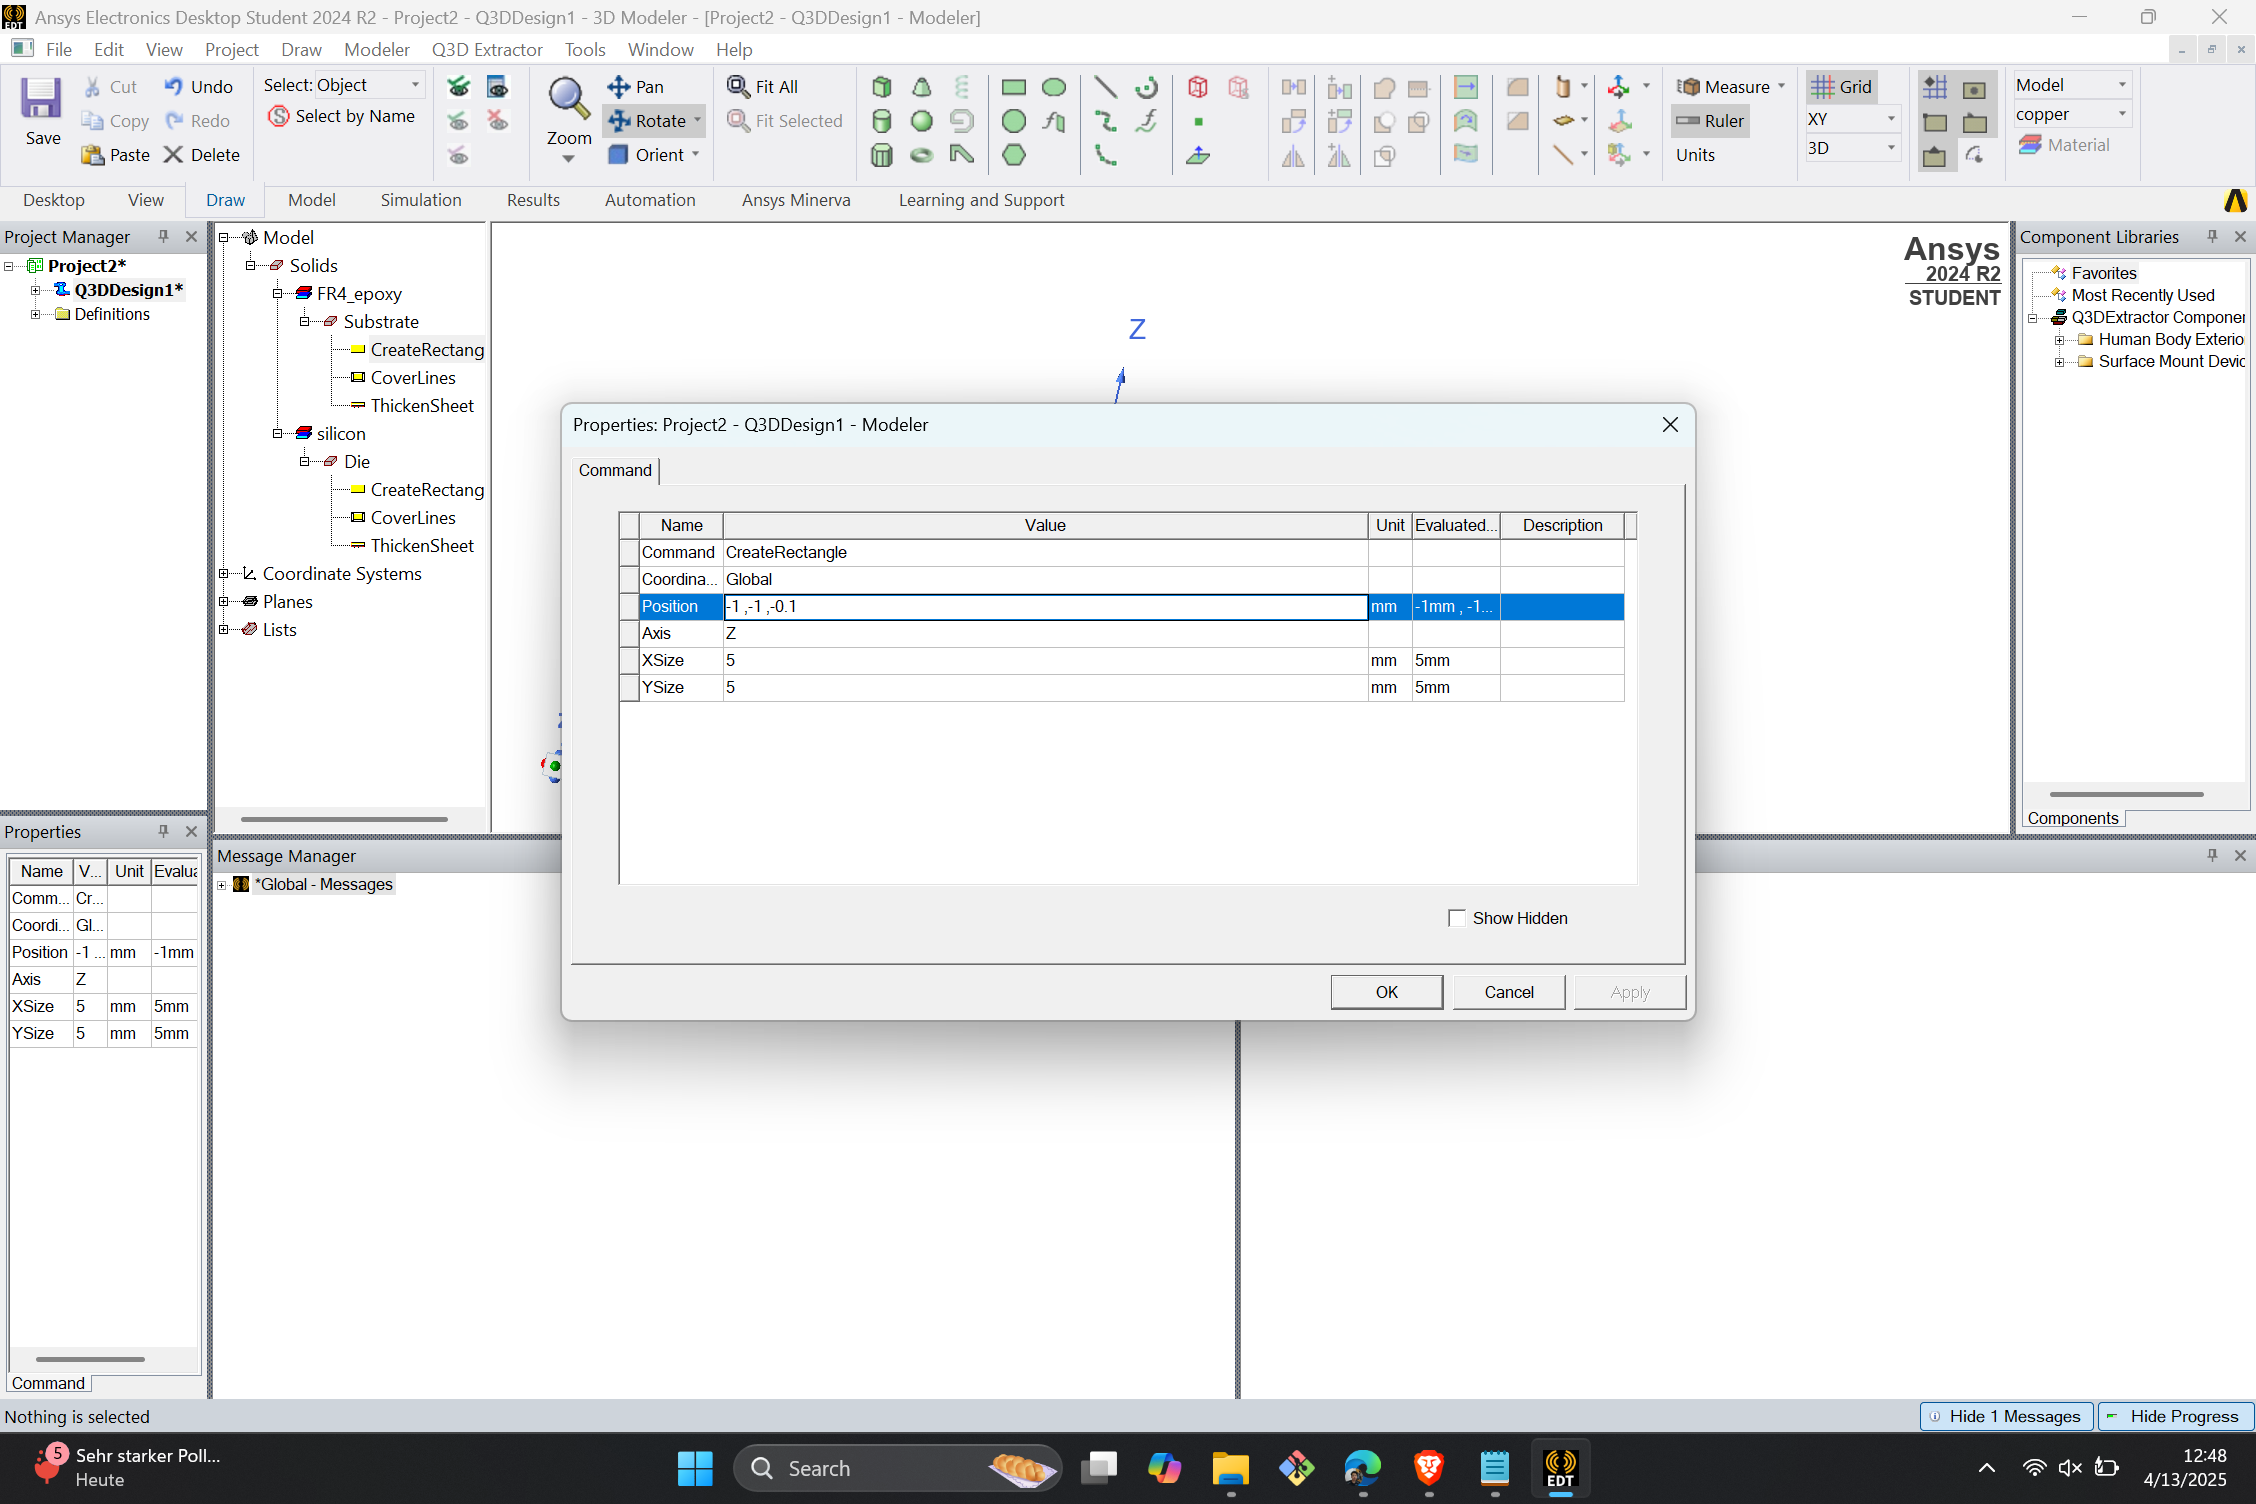 Ansys Electronics Desktop Student 2024 R2 - Project2 - Q3DDesign1 - 3D Modeler - [Project2 - Q3DDesign1 - Modeler]
File Edit View Project Draw Modeler Q3D Extractor Tools Window Help
Save
Cut
Copy
Paste
Undo
Redo
Delete
Select: Object
Select by Name
Zoom
Pan
Rotate
Orient
Fit All
Fit Selected
Measure
Ruler
Units
Grid
XY
3D
Model
copper
Material
Desktop View Draw Model Simulation Results Automation Ansys Minerva Learning and Support
Project Manager
Project2*
Q3DDesign1*
Definitions
Model
Solids
FR4_epoxy
Substrate
CreateRectang
CoverLines
ThickenSheet
silicon
Die
CreateRectang
CoverLines
ThickenSheet
Coordinate Systems
Planes
Lists
Z
Ansys
2024 R2
STUDENT
Component Libraries
Favorites
Most Recently Used
Q3DExtractor Componer
Human Body Exterio
Surface Mount Devic
Components
Properties: Project2 - Q3DDesign1 - Modeler
Command
Name Value Unit Evaluated... Description
Command CreateRectangle
Coordina... Global
Position -1 ,-1 ,-0.1 mm -1mm , -1...
Axis Z
XSize 5 mm 5mm
YSize 5 mm 5mm
Show Hidden
OK Cancel Apply
Properties
Name V... Unit Evalua
Comm... Cr...
Coordi... Gl...
Position -1 ... mm -1mm
Axis Z
XSize 5 mm 5mm
YSize 5 mm 5mm
Command
Message Manager
*Global - Messages
Nothing is selected
Hide 1 Messages
Hide Progress
5
Sehr starker Poll...
Heute
Search
EDT
12:48
4/13/2025